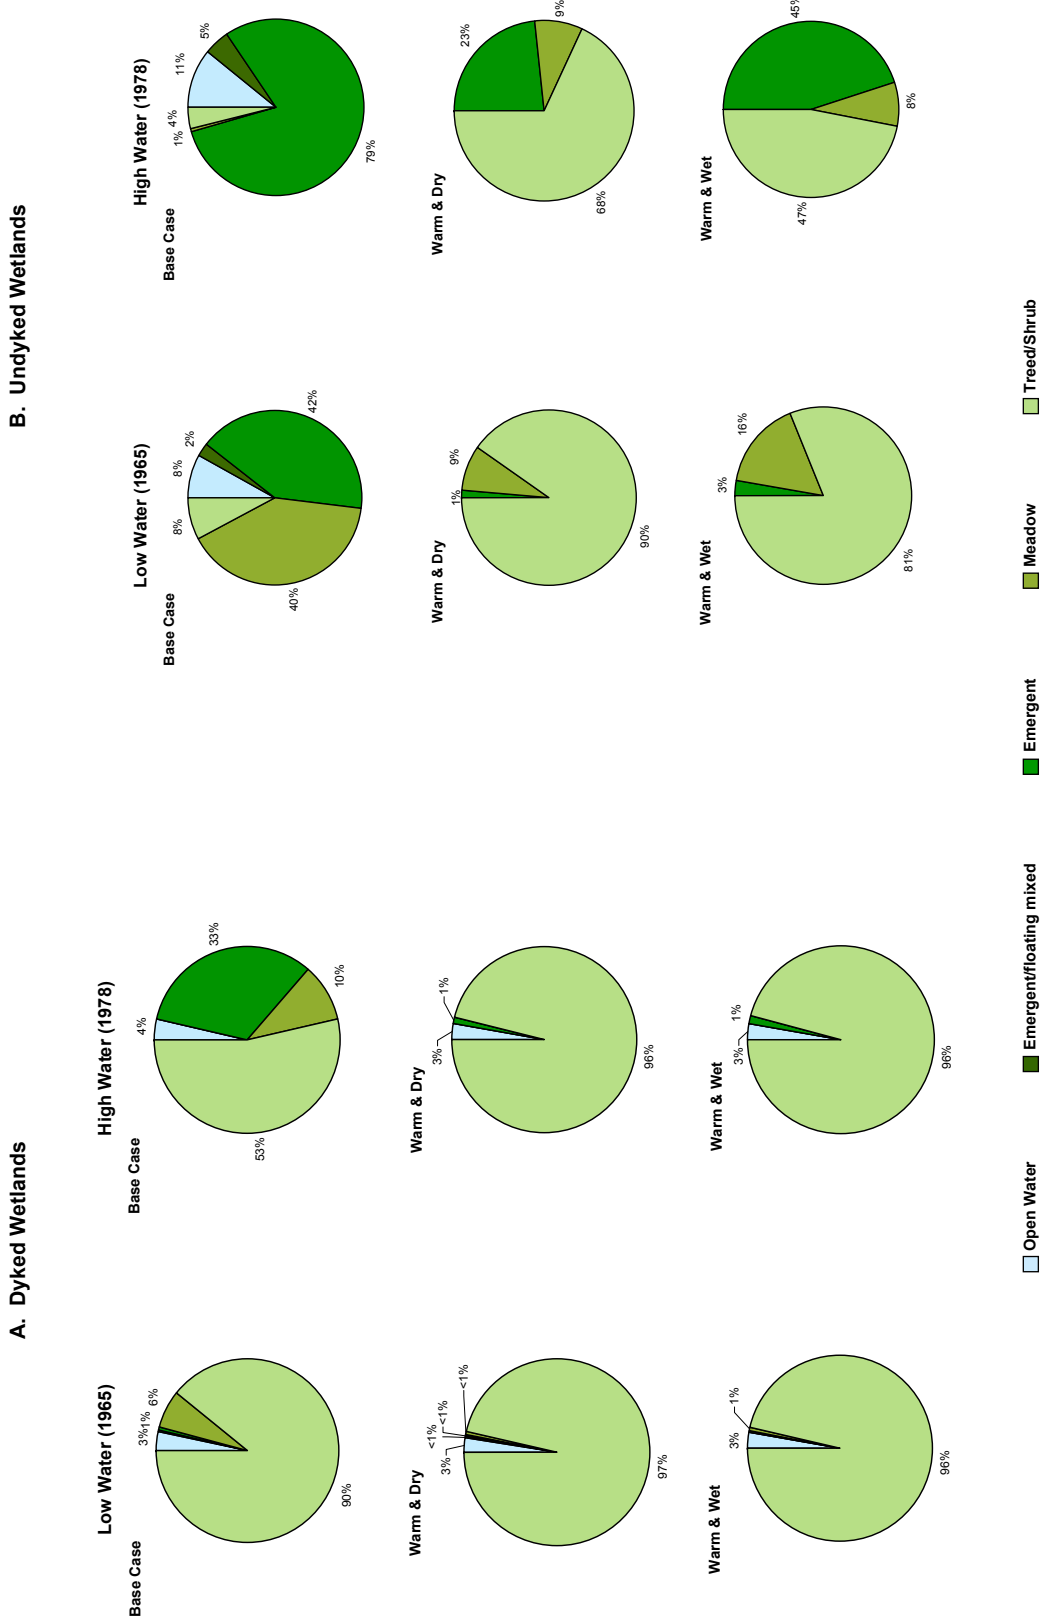 A. Dyked Wetlands
B. Undyked Wetlands
Low Water (1965)
High Water (1978)
Low Water (1965)
High Water (1978)
Base Case
3%
1%
6%
90%
Base Case
4%
33%
10%
53%
Base Case
8%
8%
2%
42%
40%
Base Case
1%
4%
11%
5%
79%
Warm & Dry
3%
<1%
<1%
<1%
97%
Warm & Dry
3%
1%
96%
Warm & Dry
1%
9%
90%
Warm & Dry
23%
9%
68%
Warm & Wet
3%
1%
96%
Warm & Wet
3%
1%
96%
Warm & Wet
3%
16%
81%
Warm & Wet
45%
8%
47%
Open Water
Emergent/floating mixed
Emergent
Meadow
Treed/Shrub